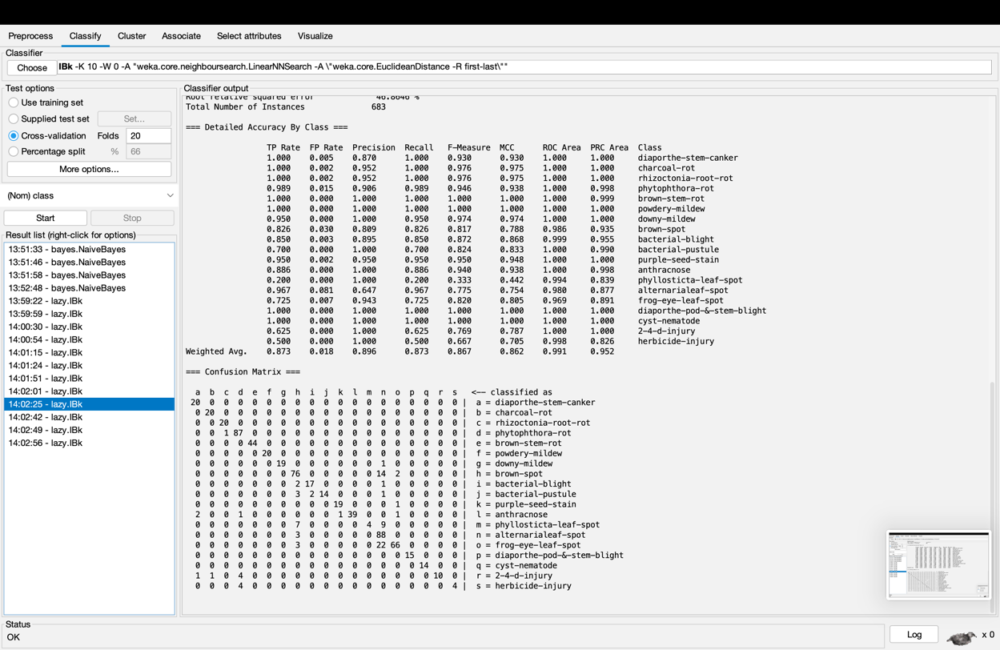 Preprocess Classify Cluster Associate Select attributes Visualize
Classifier
Choose IBk -K 10 -W 0 -A "weka.core.neighboursearch.LinearNNSearch -A \"weka.core.EuclideanDistance -R first-last\""
Test options
Use training set
Supplied test set Set...
Cross-validation Folds 20
Percentage split % 66
More options...
(Nom) class
Start Stop
Result list (right-click for options)
13:51:33 - bayes.NaiveBayes
13:51:46 - bayes.NaiveBayes
13:51:58 - bayes.NaiveBayes
13:52:48 - bayes.NaiveBayes
13:59:22 - lazy.IBk
13:59:59 - lazy.IBk
14:00:30 - lazy.IBk
14:00:54 - lazy.IBk
14:01:15 - lazy.IBk
14:01:24 - lazy.IBk
14:01:51 - lazy.IBk
14:02:01 - lazy.IBk
14:02:25 - lazy.IBk
14:02:42 - lazy.IBk
14:02:49 - lazy.IBk
14:02:56 - lazy.IBk
Classifier output
Root relative squared error 46.8646 %
Total Number of Instances 683
=== Detailed Accuracy By Class ===
TP Rate FP Rate Precision Recall F-Measure MCC ROC Area PRC Area Class
1.000 0.005 0.870 1.000 0.930 0.930 1.000 1.000 diaporthe-stem-canker
1.000 0.002 0.952 1.000 0.976 0.975 1.000 1.000 charcoal-rot
1.000 0.002 0.952 1.000 0.976 0.975 1.000 1.000 rhizoctonia-root-rot
0.989 0.015 0.906 0.989 0.946 0.938 1.000 0.998 phytophthora-rot
1.000 0.000 1.000 1.000 1.000 1.000 1.000 0.999 brown-stem-rot
1.000 0.000 1.000 1.000 1.000 1.000 1.000 1.000 powdery-mildew
0.950 0.000 1.000 0.950 0.974 0.974 1.000 1.000 downy-mildew
0.826 0.030 0.809 0.826 0.817 0.788 0.986 0.935 brown-spot
0.850 0.003 0.895 0.850 0.872 0.868 0.999 0.955 bacterial-blight
0.700 0.000 1.000 0.700 0.824 0.833 1.000 0.990 bacterial-pustule
0.950 0.002 0.950 0.950 0.950 0.948 1.000 1.000 purple-seed-stain
0.886 0.000 1.000 0.886 0.940 0.938 1.000 0.998 anthracnose
0.200 0.000 1.000 0.200 0.333 0.442 0.994 0.839 phyllosticta-leaf-spot
0.967 0.081 0.647 0.967 0.775 0.754 0.980 0.877 alternarialeaf-spot
0.725 0.007 0.943 0.725 0.820 0.805 0.969 0.891 frog-eye-leaf-spot
1.000 0.000 1.000 1.000 1.000 1.000 1.000 1.000 diaporthe-pod-&-stem-blight
1.000 0.000 1.000 1.000 1.000 1.000 1.000 1.000 cyst-nematode
0.625 0.000 1.000 0.625 0.769 0.787 1.000 1.000 2-4-d-injury
0.500 0.000 1.000 0.500 0.667 0.705 0.998 0.826 herbicide-injury
Weighted Avg. 0.873 0.018 0.896 0.873 0.867 0.862 0.991 0.952
=== Confusion Matrix ===
a b c d e f g h i j k l m n o p q r s <-- classified as
20 0 0 0 0 0 0 0 0 0 0 0 0 0 0 0 0 0 0 | a = diaporthe-stem-canker
0 20 0 0 0 0 0 0 0 0 0 0 0 0 0 0 0 0 0 | b = charcoal-rot
0 0 20 0 0 0 0 0 0 0 0 0 0 0 0 0 0 0 0 | c = rhizoctonia-root-rot
0 0 1 87 0 0 0 0 0 0 0 0 0 0 0 0 0 0 0 | d = phytophthora-rot
0 0 0 0 44 0 0 0 0 0 0 0 0 0 0 0 0 0 0 | e = brown-stem-rot
0 0 0 0 0 20 0 0 0 0 0 0 0 0 0 0 0 0 0 | f = powdery-mildew
0 0 0 0 0 0 19 0 0 0 0 0 0 1 0 0 0 0 0 | g = downy-mildew
0 0 0 0 0 0 0 76 0 0 0 0 0 14 2 0 0 0 0 | h = brown-spot
0 0 0 0 0 0 0 2 17 0 0 0 0 1 0 0 0 0 0 | i = bacterial-blight
0 0 0 0 0 0 0 3 2 14 0 0 0 1 0 0 0 0 0 | j = bacterial-pustule
0 0 0 0 0 0 0 0 0 0 19 0 0 0 1 0 0 0 0 | k = purple-seed-stain
2 0 0 1 0 0 0 0 0 0 1 39 0 0 1 0 0 0 0 | l = anthracnose
0 0 0 0 0 0 0 7 0 0 0 0 4 9 0 0 0 0 0 | m = phyllosticta-leaf-spot
0 0 0 0 0 0 0 3 0 0 0 0 0 88 0 0 0 0 0 | n = alternarialeaf-spot
0 0 0 0 0 0 0 3 0 0 0 0 0 22 66 0 0 0 0 | o = frog-eye-leaf-spot
0 0 0 0 0 0 0 0 0 0 0 0 0 0 0 15 0 0 0 | p = diaporthe-pod-&-stem-blight
0 0 0 0 0 0 0 0 0 0 0 0 0 0 0 0 14 0 0 | q = cyst-nematode
1 1 0 4 0 0 0 0 0 0 0 0 0 0 0 0 0 10 0 | r = 2-4-d-injury
0 0 0 4 0 0 0 0 0 0 0 0 0 0 0 0 0 0 4 | s = herbicide-injury
Status
OK
Log x 0